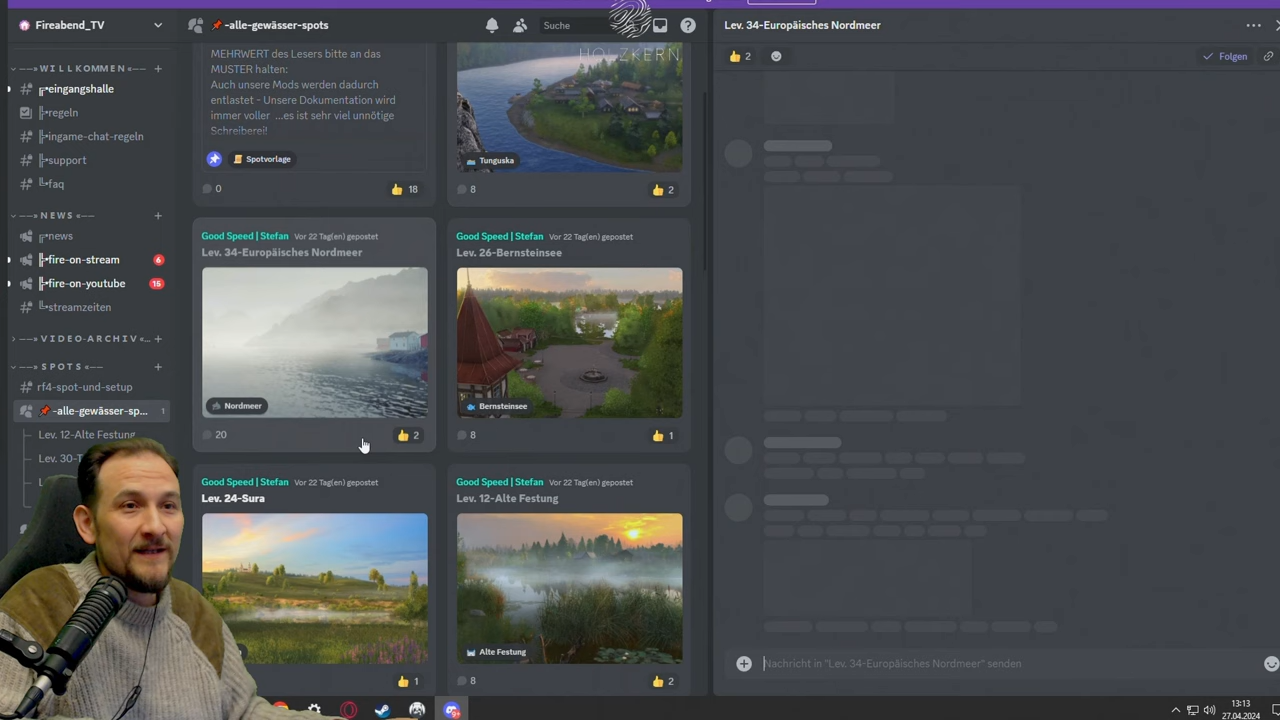 Fireabend_TV
-alle-gewässer-spots
Suche
Lev. 34-Europäisches Nordmeer
HOLZKERN
2
Folgen
WILLKOMMEN
eingangshalle
regeln
ingame-chat-regeln
support
faq
NEWS
news
fire-on-stream 6
fire-on-youtube 15
streamzeiten
VIDEO-ARCHIV«...
SPOTS
rf4-spot-und-setup
-alle-gewässer-sp... 1
Lev. 12-Alte Festung
Lev. 30-T
MEHRWERT des Lesers bitte an das
MUSTER halten:
Auch unsere Mods werden dadurch
entlastet - Unsere Dokumentation wird
immer voller ...es ist sehr viel unnötige
Schreiberei!
Spotvorlage
0 18
Tunguska
8 2
Good Speed | Stefan Vor 22 Tag(en) gepostet
Lev. 34-Europäisches Nordmeer
Nordmeer
20 2
Good Speed | Stefan Vor 22 Tag(en) gepostet
Lev. 26-Bernsteinsee
Bernsteinsee
8 1
Good Speed | Stefan Vor 22 Tag(en) gepostet
Lev. 24-Sura
1
Good Speed | Stefan Vor 22 Tag(en) gepostet
Lev. 12-Alte Festung
Alte Festung
8 2
Nachricht in "Lev. 34-Europäisches Nordmeer" senden
13:13
27.04.2024